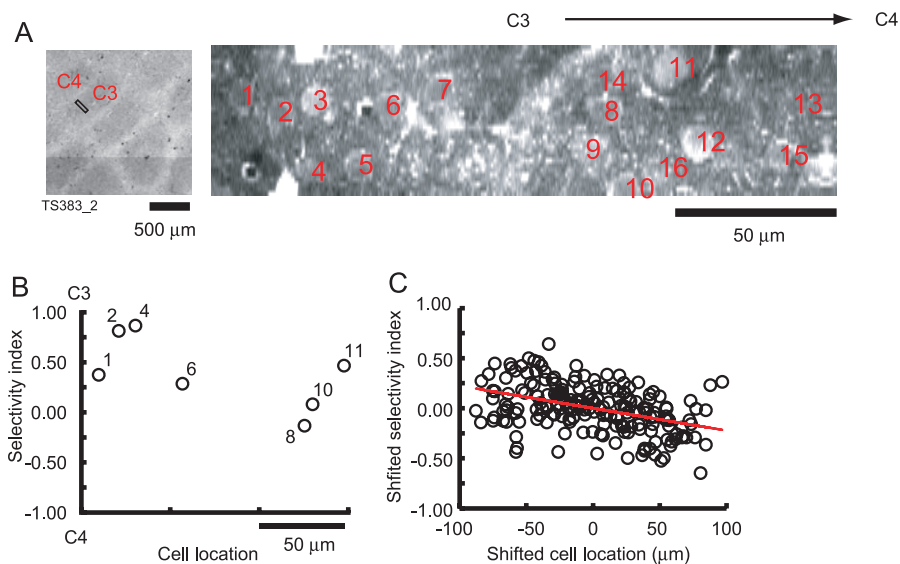 A
C3 C4
C4
C3
TS383_2
500 µm
1
2
3
4
5
6
7
14
8
9
10
11
12
16
13
15
50 µm
B
C3
Selectivity index
1.00
0.50
0.00
-0.50
-1.00
C4
1
2
4
6
8
10
11
Cell location
50 µm
C
Shfited selectivity index
1.00
0.50
0.00
-0.50
-1.00
-100 -50 0 50 100
Shifted cell location (µm)